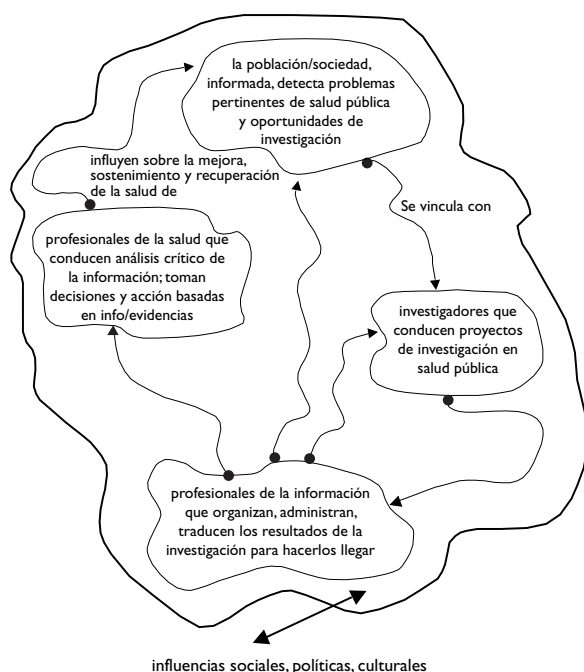 la población/sociedad,
informada, detecta problemas
pertinentes de salud pública
y oportunidades de
investigación
influyen sobre la mejora,
sostenimiento y recuperación
de la salud de
Se vincula con
profesionales de la salud que
conducen análisis crítico de
la información; toman
decisiones y acción basadas
en info/evidencias
investigadores que
conducen proyectos
de investigación en
salud pública
profesionales de la información
que organizan, administran,
traducen los resultados de la
investigación para hacerlos llegar
influencias sociales, políticas, culturales